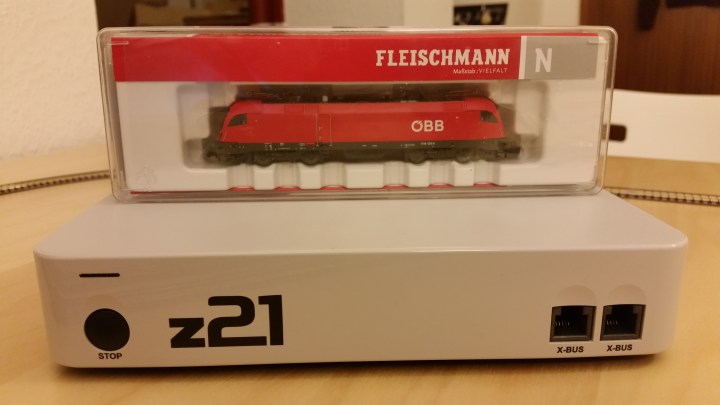 FLEISCHMANN N
Maßstab:VIELFALT
ÖBB
z21
STOP
X-BUS X-BUS